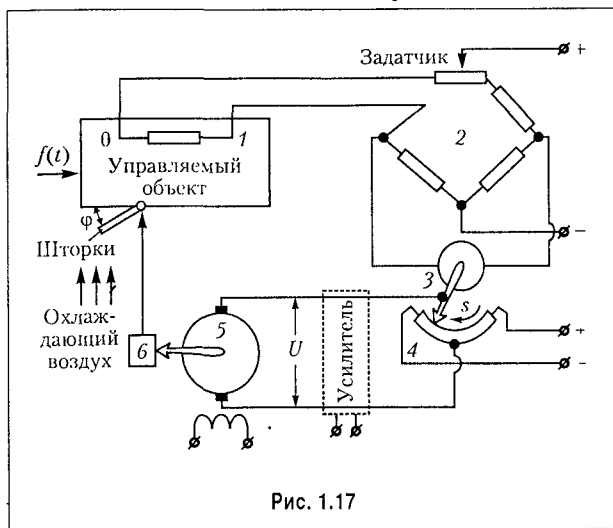 Задатчик
+
0
1
2
f(t)
Управляемый
объект
φ
Шторки
−
3
Охлаж-
дающий
воздух
6
5
U
Усилитель
s
4
+
-
Рис. 1.17